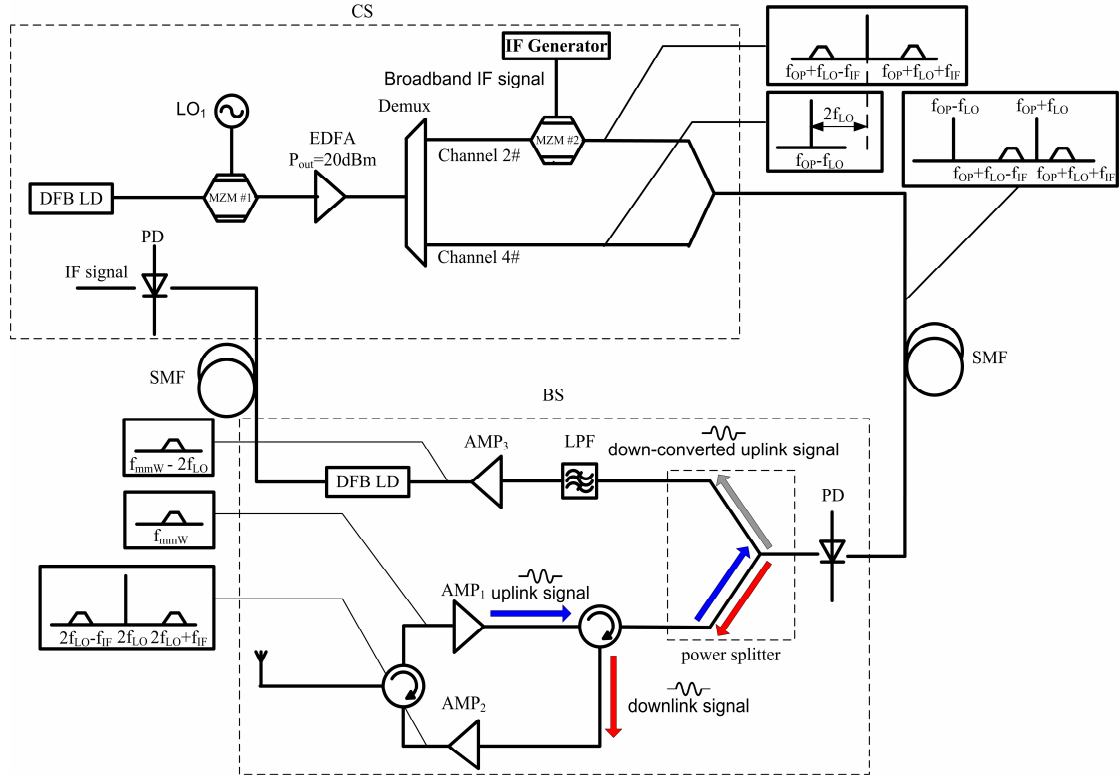 CS
IF Generator
Broadband IF signal
LO₁
Demux
EDFA
Pout=20dBm
Channel 2#
MZM #2
DFB LD
MZM #1
Channel 4#
PD
IF signal
fOP+fLO-fIF fOP+fLO+fIF
2fLO
fOP-fLO
fOP-fLO fOP+fLO
fOP+fLO-fIF fOP+fLO+fIF
SMF
SMF
BS
fmmW - 2fLO
AMP₃
LPF
down-converted uplink signal
DFB LD
PD
fmmW
AMP₁ uplink signal
2fLO-fIF 2fLO 2fLO+fIF
power splitter
AMP₂
downlink signal